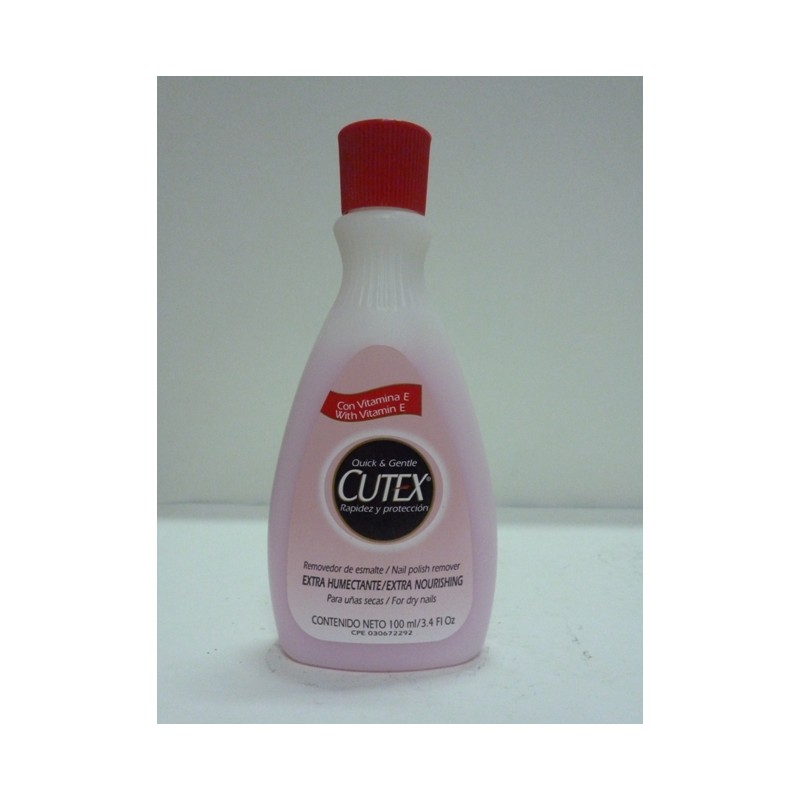 Con Vitamina E
With Vitamin E
Quick & Gentle
CUTEX®
Rapidez y protección
Removedor de esmalte / Nail polish remover
EXTRA HUMECTANTE/EXTRA NOURISHING
Para uñas secas / For dry nails
CONTENIDO NETO 100 ml/3.4 Fl Oz
CPE 030672292